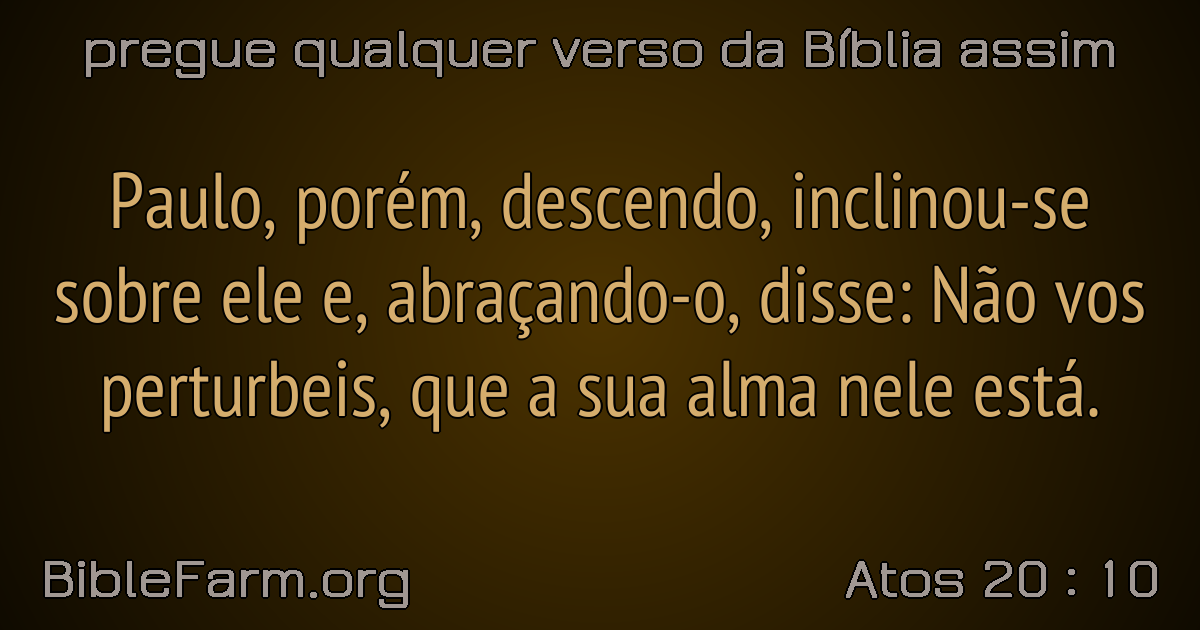 pregue qualquer verso da Bíblia assim
Paulo, porém, descendo, inclinou-se
sobre ele e, abraçando-o, disse: Não vos
perturbeis, que a sua alma nele está.
BibleFarm.org
Atos 20 : 10